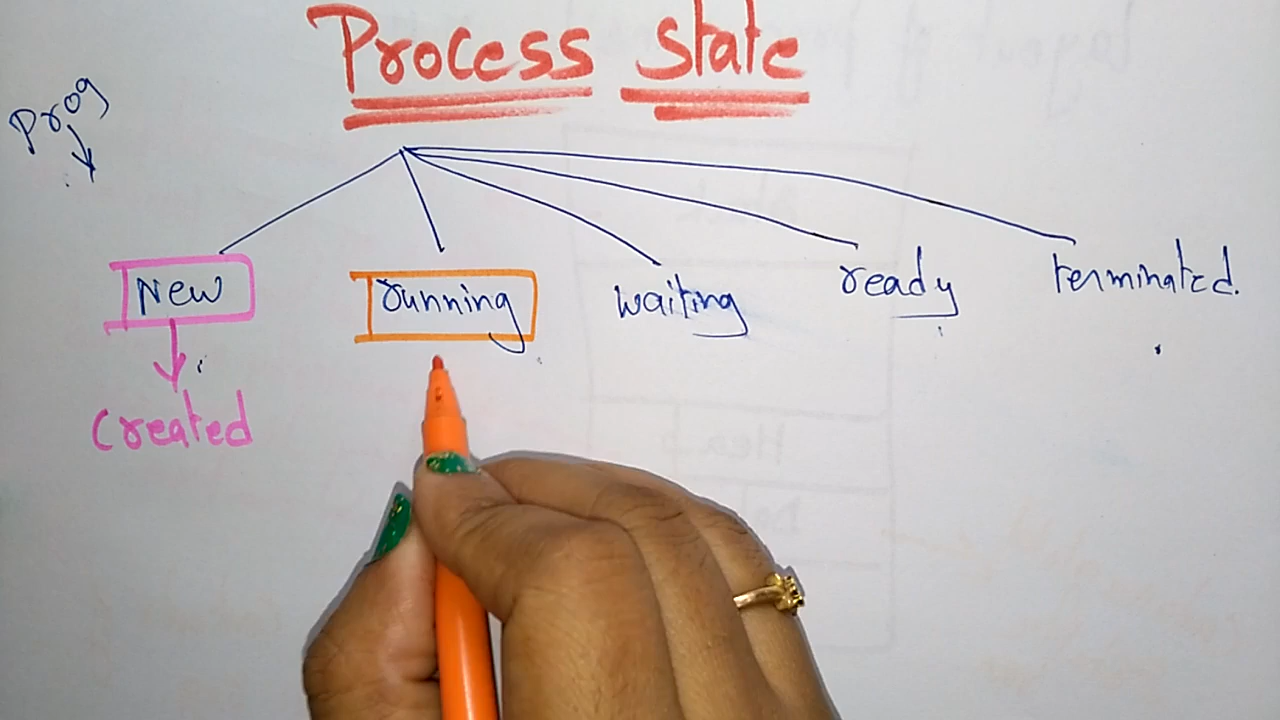 Process state
Prog
New running waiting ready terminated.
Created